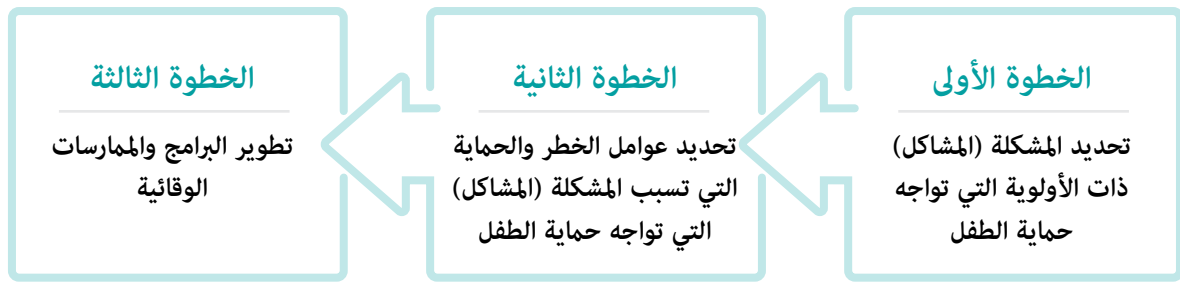 الخطوة الأولى
تحديد المشكلة (المشاكل)
ذات الأولوية التي تواجه
حماية الطفل
الخطوة الثانية
تحديد عوامل الخطر والحماية
التي تسبب المشكلة (المشاكل)
التي تواجه حماية الطفل
الخطوة الثالثة
تطوير البرامج والممارسات
الوقائية